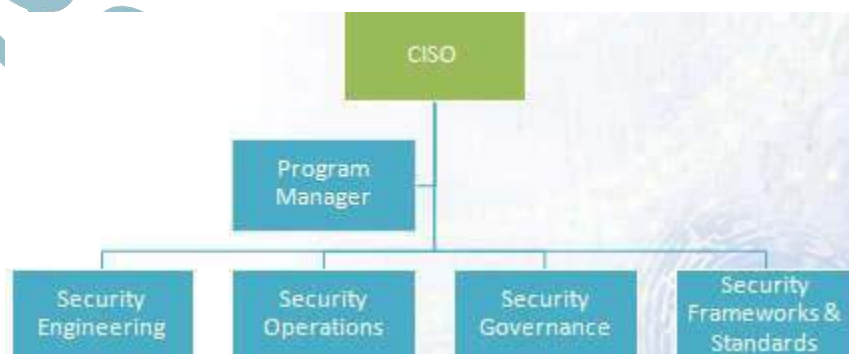 CISO
Program
Manager
Security
Engineering
Security
Operations
Security
Governance
Security
Frameworks &
Standards